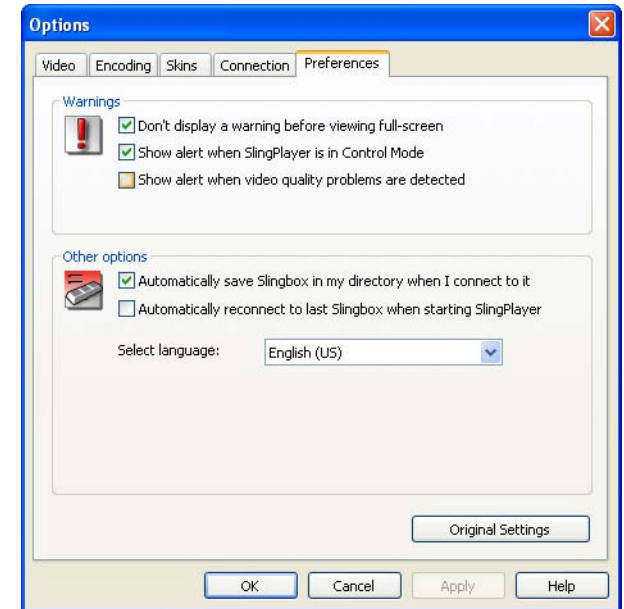 Options
Video Encoding Skins Connection Preferences
Warnings
Don't display a warning before viewing full-screen
Show alert when SlingPlayer is in Control Mode
Show alert when video quality problems are detected
Other options
Automatically save Slingbox in my directory when I connect to it
Automatically reconnect to last Slingbox when starting SlingPlayer
Select language: English (US)
Original Settings
OK Cancel Apply Help